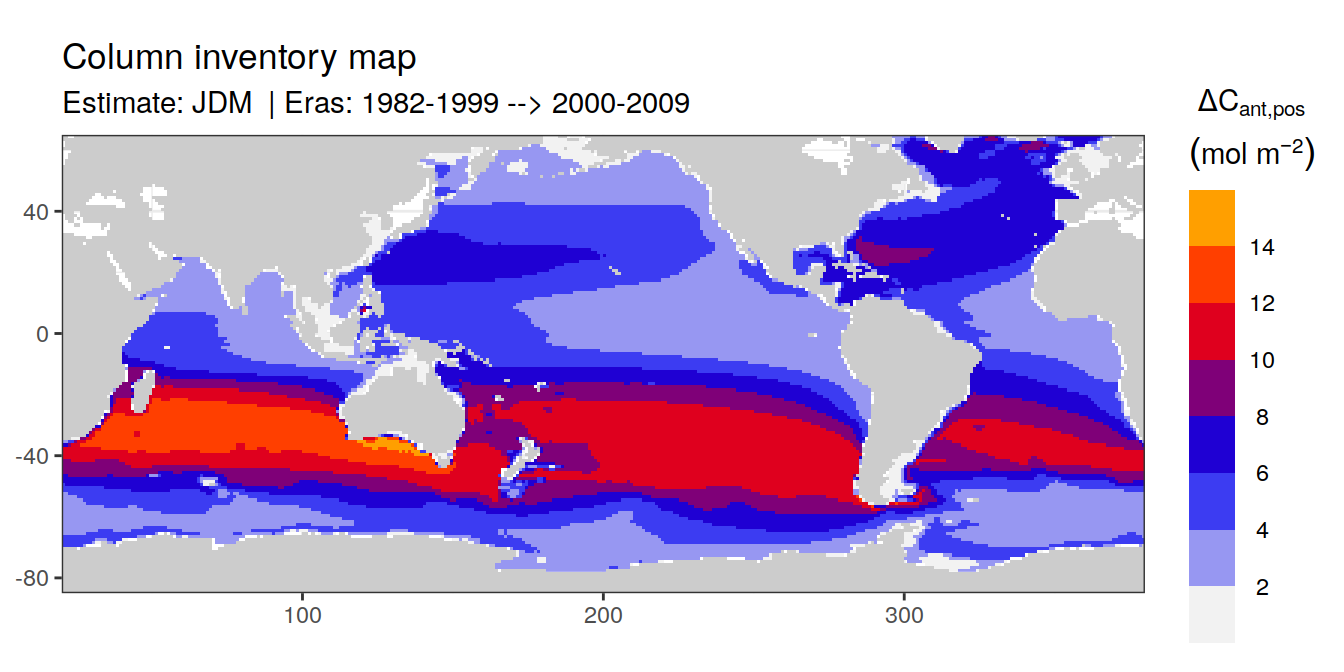 Column inventory map
Estimate: JDM | Eras: 1982-1999 --> 2000-2009
ΔCant,pos
(mol m−2)
14
12
10
8
6
4
2
40
0
-40
-80
100 200 300